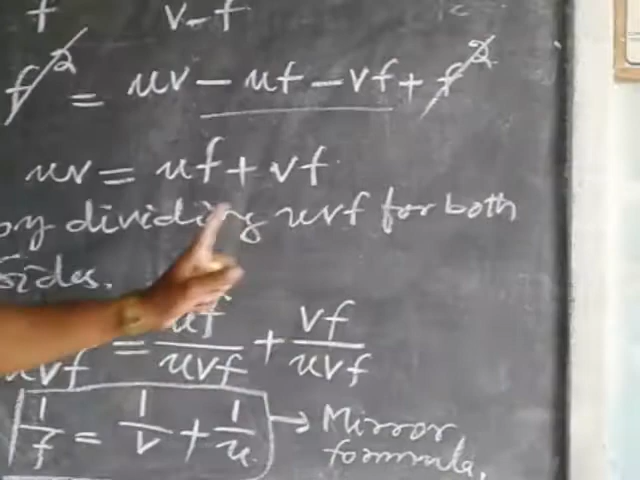 f v-f
f² = uv - uf - vf + f²
uv = uf + vf.
by dividing uvf for both
sides.
uvf = uf/uvf + vf/uvf
1/f = 1/v + 1/u. → Mirror
formula.